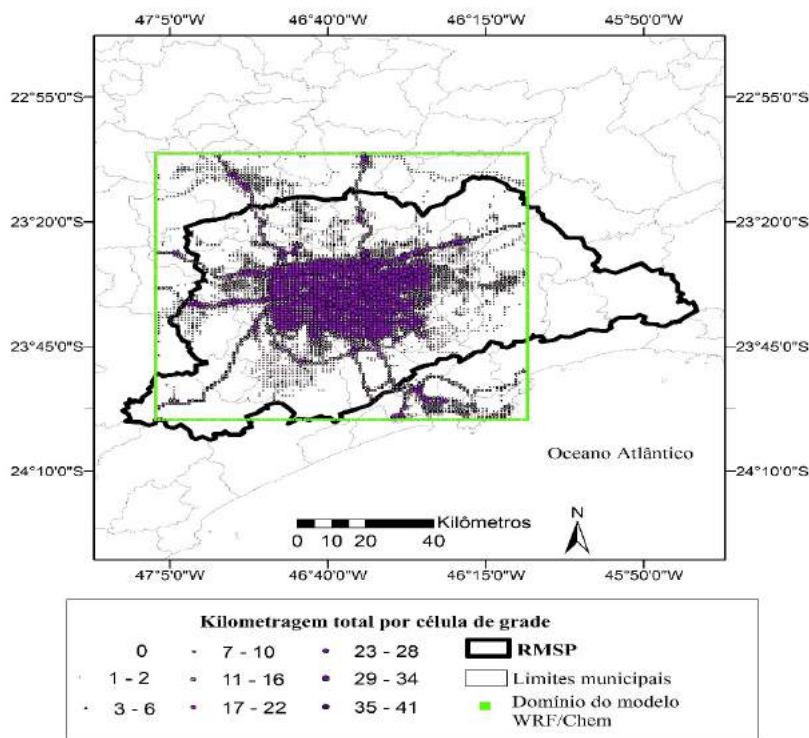 47°5'0"W 46°40'0"W 46°15'0"W 45°50'0"W
22°55'0"S 22°55'0"S
23°20'0"S 23°20'0"S
23°45'0"S 23°45'0"S
24°10'0"S 24°10'0"S
Oceano Atlântico
Kilômetros
0 10 20 40
N
47°5'0"W 46°40'0"W 46°15'0"W 45°50'0"W
Kilometragem total por célula de grade
0 7 - 10 23 - 28 RMSP
1 - 2 11 - 16 29 - 34 Limites municipais
3 - 6 17 - 22 35 - 41 Domínio do modelo
WRF/Chem